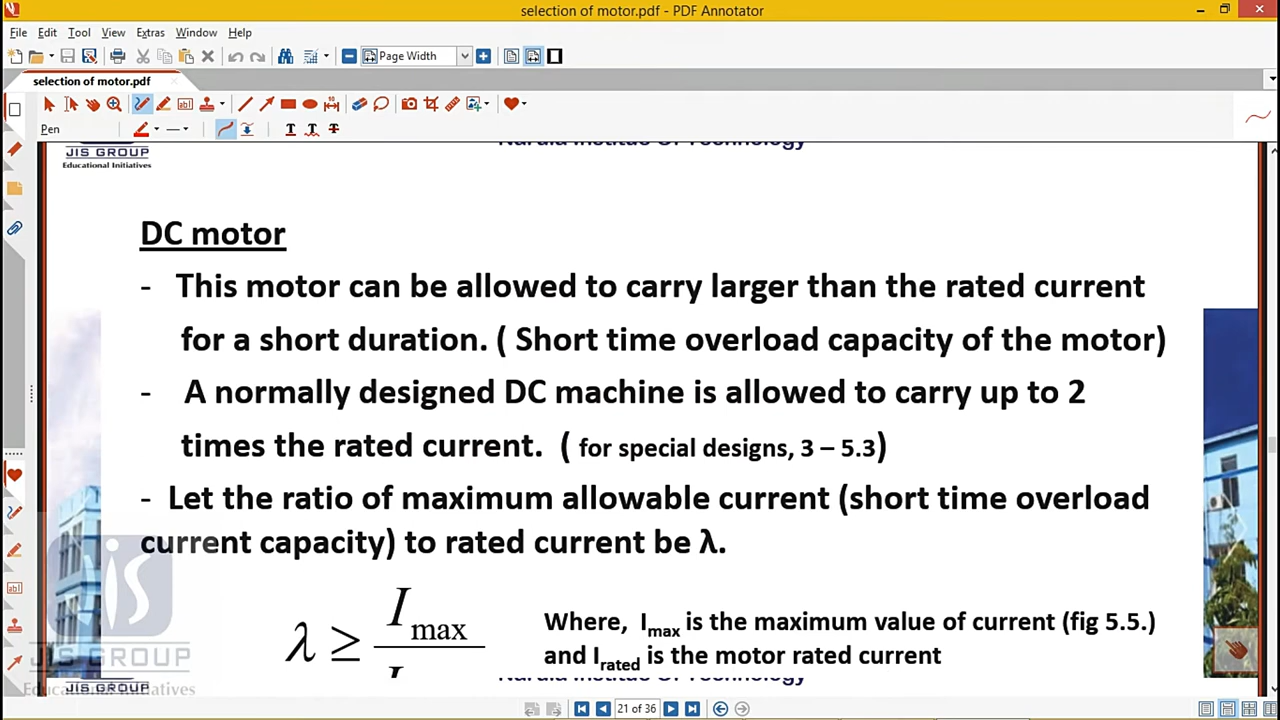 selection of motor.pdf - PDF Annotator
File Edit Tool View Extras Window Help
Page Width
selection of motor.pdf
Pen
JIS GROUP
Educational Initiatives
DC motor
- This motor can be allowed to carry larger than the rated current
for a short duration. ( Short time overload capacity of the motor)
- A normally designed DC machine is allowed to carry up to 2
times the rated current. ( for special designs, 3 – 5.3)
- Let the ratio of maximum allowable current (short time overload
current capacity) to rated current be λ.
λ ≥ I max
Where, Imax is the maximum value of current (fig 5.5.)
and Irated is the motor rated current
JIS GROUP
Educational Initiatives
JIS GROUP
21 of 36